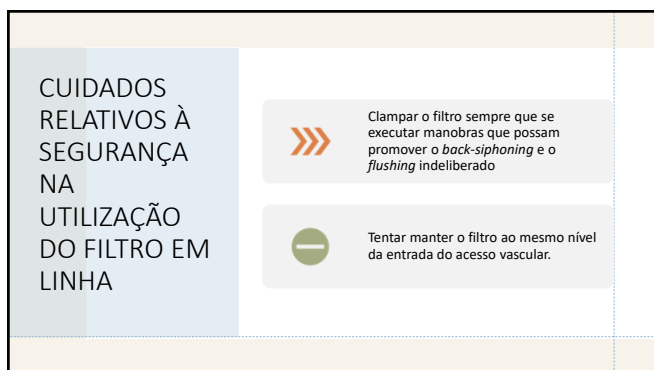 CUIDADOS
RELATIVOS À
SEGURANÇA
NA
UTILIZAÇÃO
DO FILTRO EM
LINHA
Clampar o filtro sempre que se
executar manobras que possam
promover o back-siphoning e o
flushing indeliberado
Tentar manter o filtro ao mesmo nível
da entrada do acesso vascular.